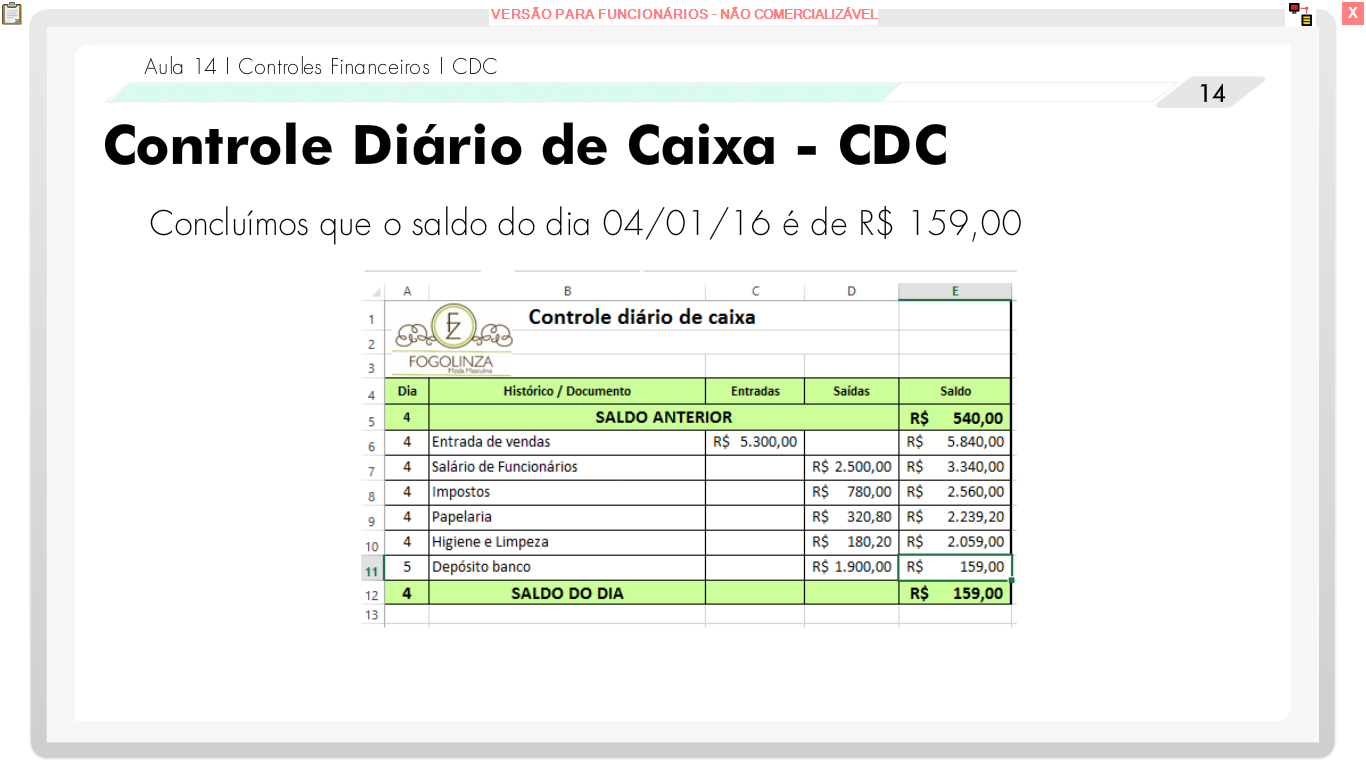 VERSÃO PARA FUNCIONÁRIOS - NÃO COMERCIALIZÁVEL
X
Aula 14 | Controles Financeiros | CDC
14
Controle Diário de Caixa - CDC
Concluímos que o saldo do dia 04/01/16 é de R$ 159,00
A B C D E
1 FZ Controle diário de caixa
2
3 FOGOLINZA
Moda Masculina
4 Dia Histórico / Documento Entradas Saídas Saldo
5 4 SALDO ANTERIOR R$ 540,00
6 4 Entrada de vendas R$ 5.300,00 R$ 5.840,00
7 4 Salário de Funcionários R$ 2.500,00 R$ 3.340,00
8 4 Impostos R$ 780,00 R$ 2.560,00
9 4 Papelaria R$ 320,80 R$ 2.239,20
10 4 Higiene e Limpeza R$ 180,20 R$ 2.059,00
11 5 Depósito banco R$ 1.900,00 R$ 159,00
12 4 SALDO DO DIA R$ 159,00
13